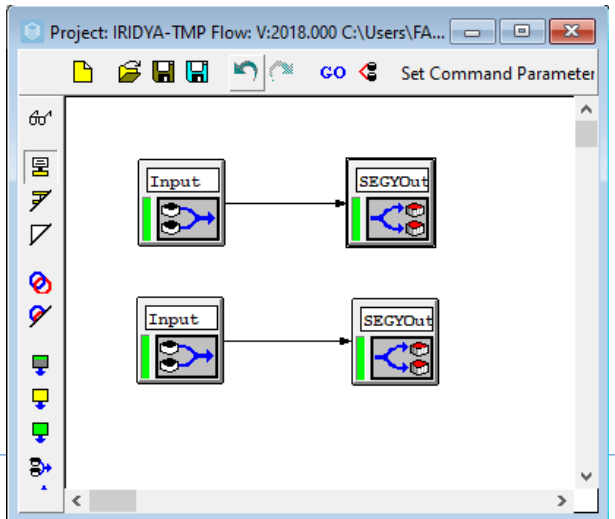 Project: IRIDYA-TMP Flow: V:2018.000 C:\Users\FA...
GO Set Command Parameter
Input SEGYOut
Input SEGYOut